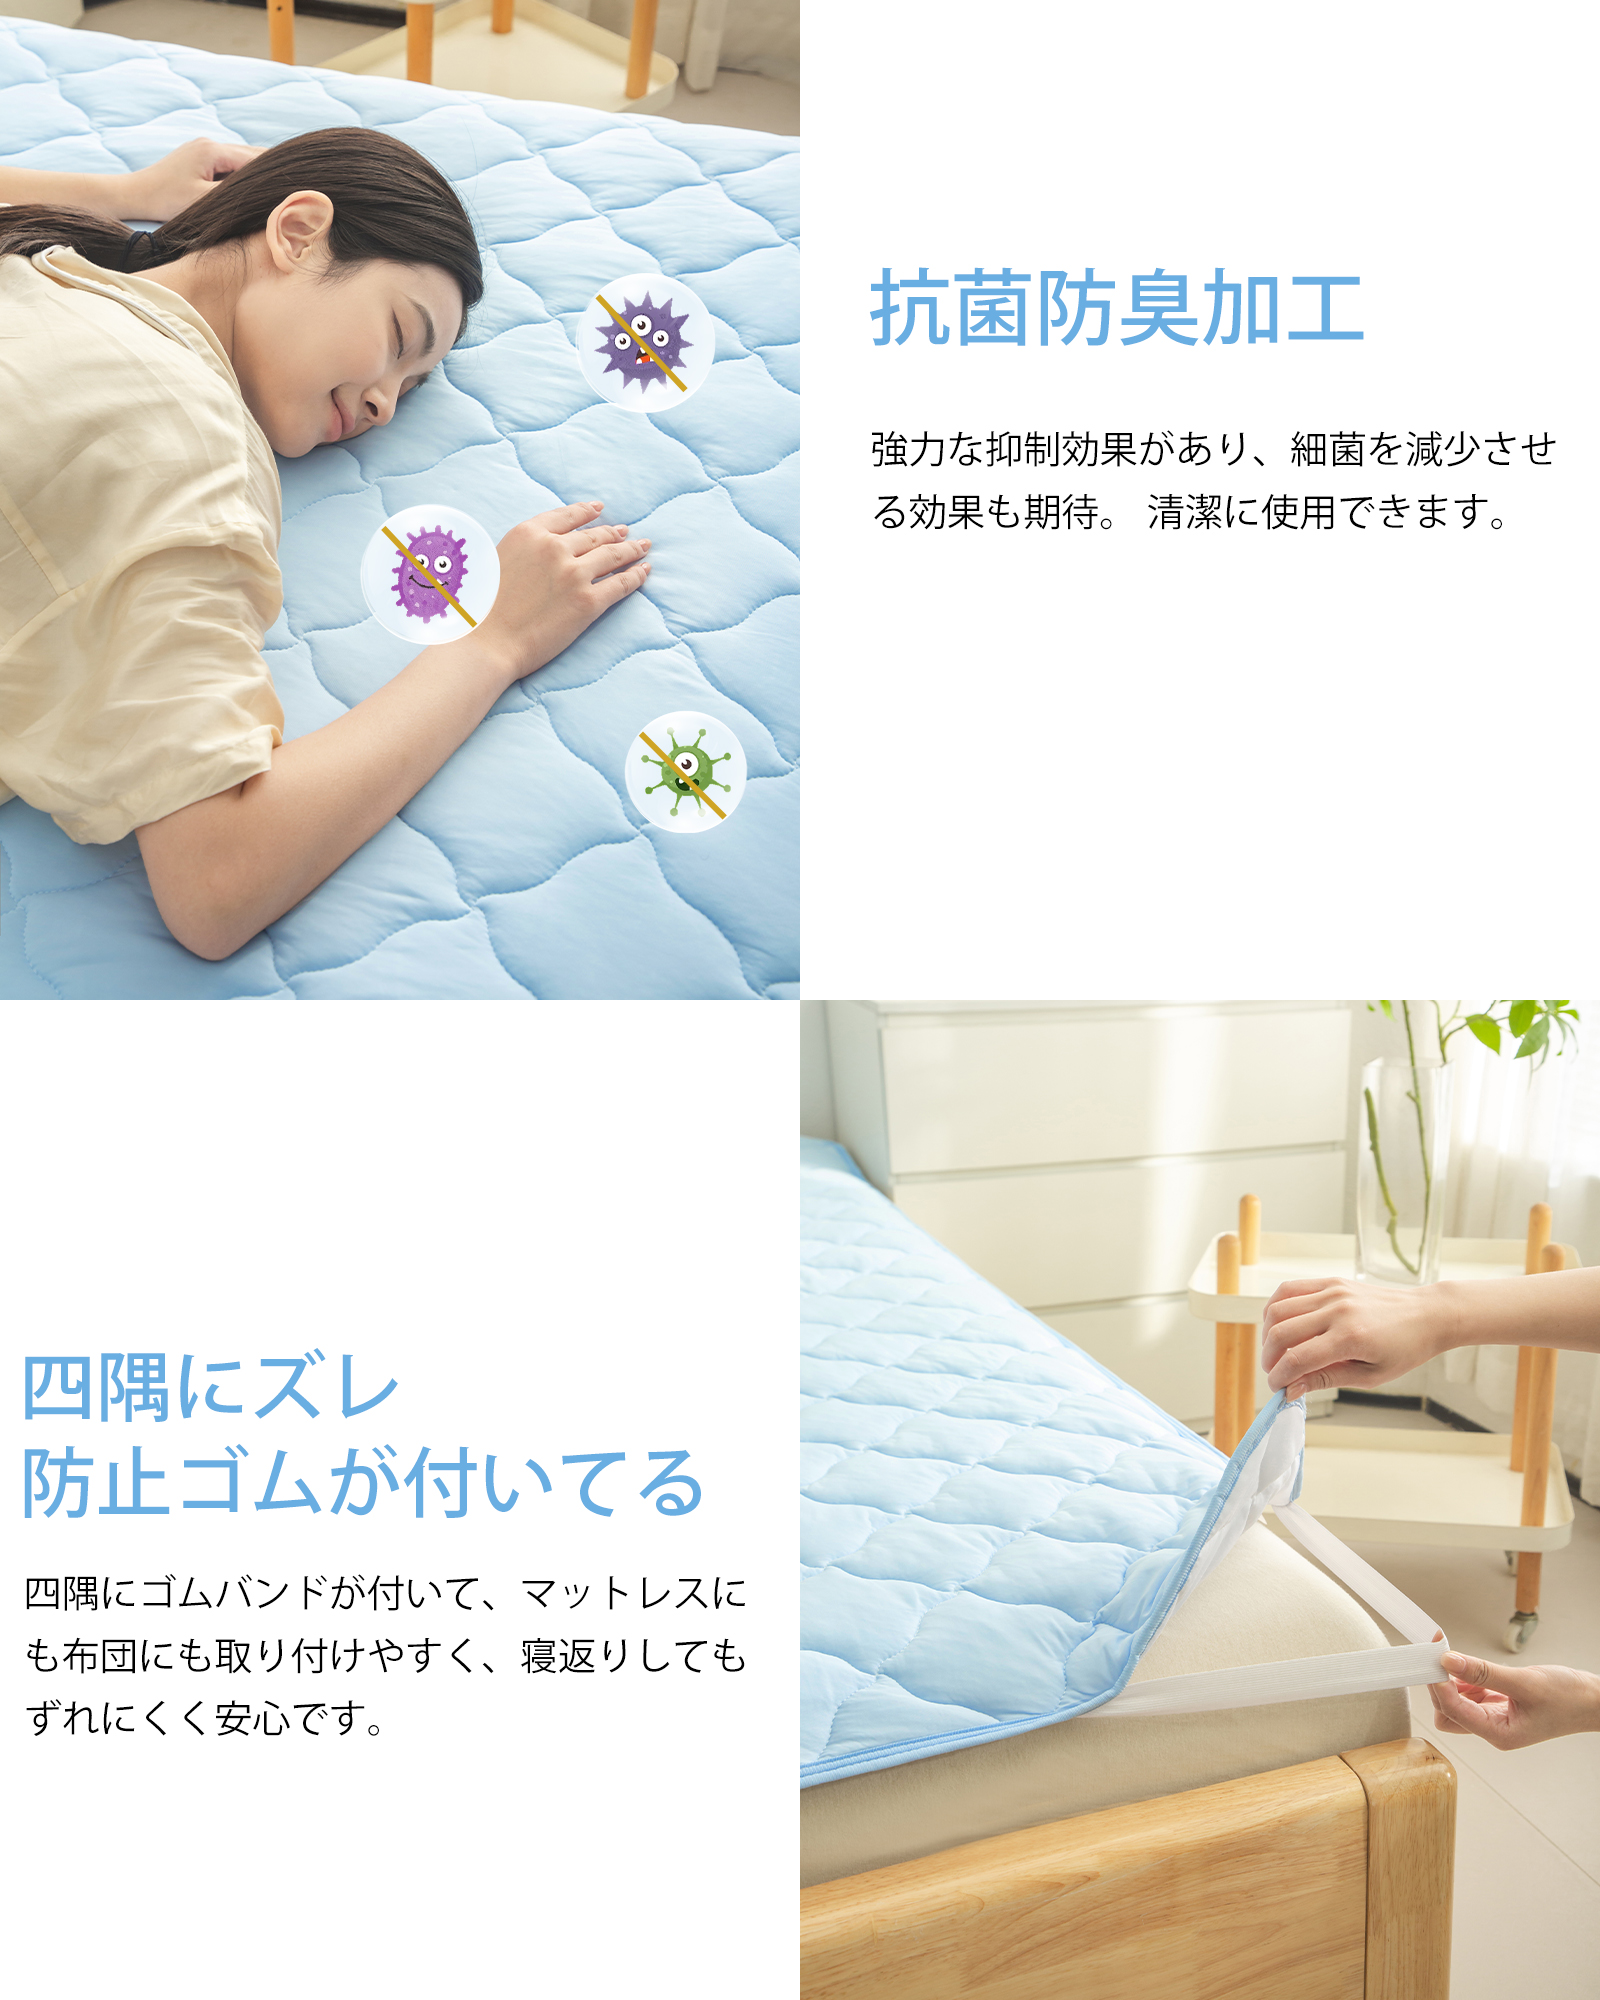 抗菌防臭加工
強力な抑制効果があり、細菌を減少させ
る効果も期待。 清潔に使用できます。
四隅にズレ
防止ゴムが付いてる
四隅にゴムバンドが付いて、マットレスに
も布団にも取り付けやすく、寝返りしても
ずれにくく安心です。